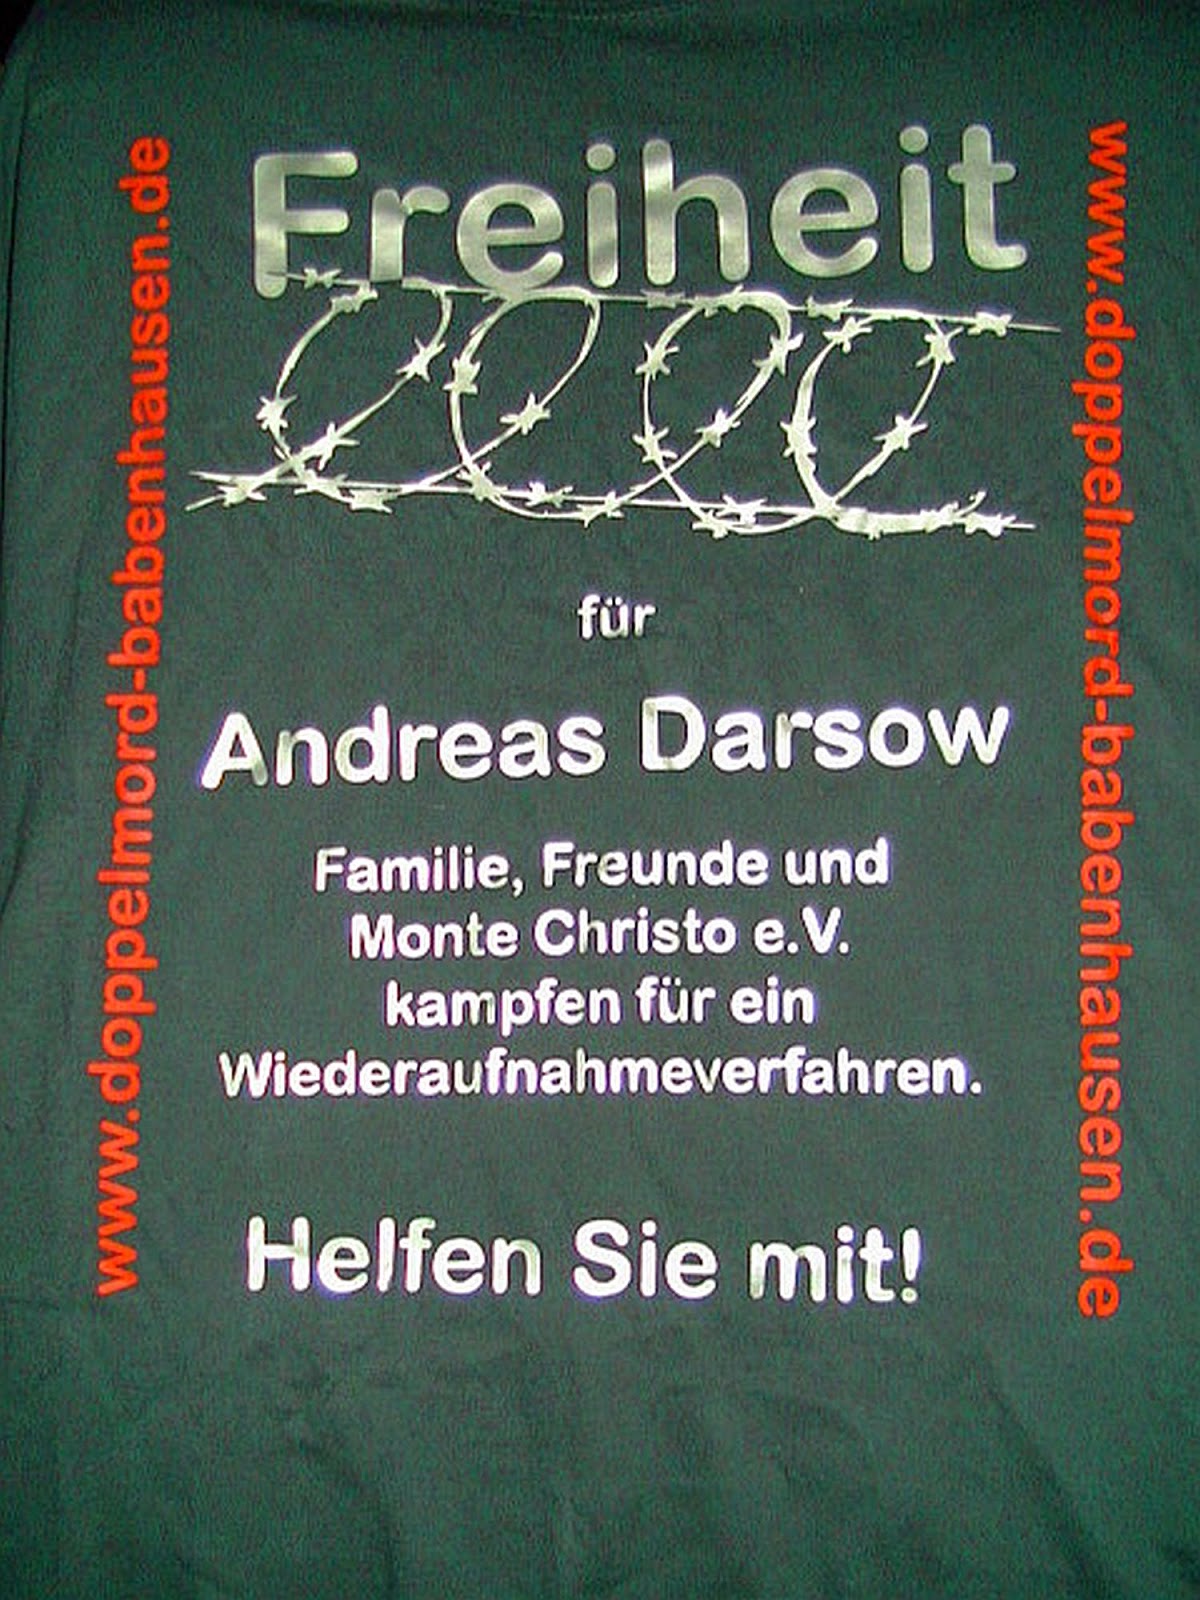 Freiheit
für
Andreas Darsow
Familie, Freunde und
Monte Christo e.V.
kampfen für ein
Wiederaufnahmeverfahren.
Helfen Sie mit!
www.doppelmord-babenhausen.de
www.doppelmord-babenhausen.de